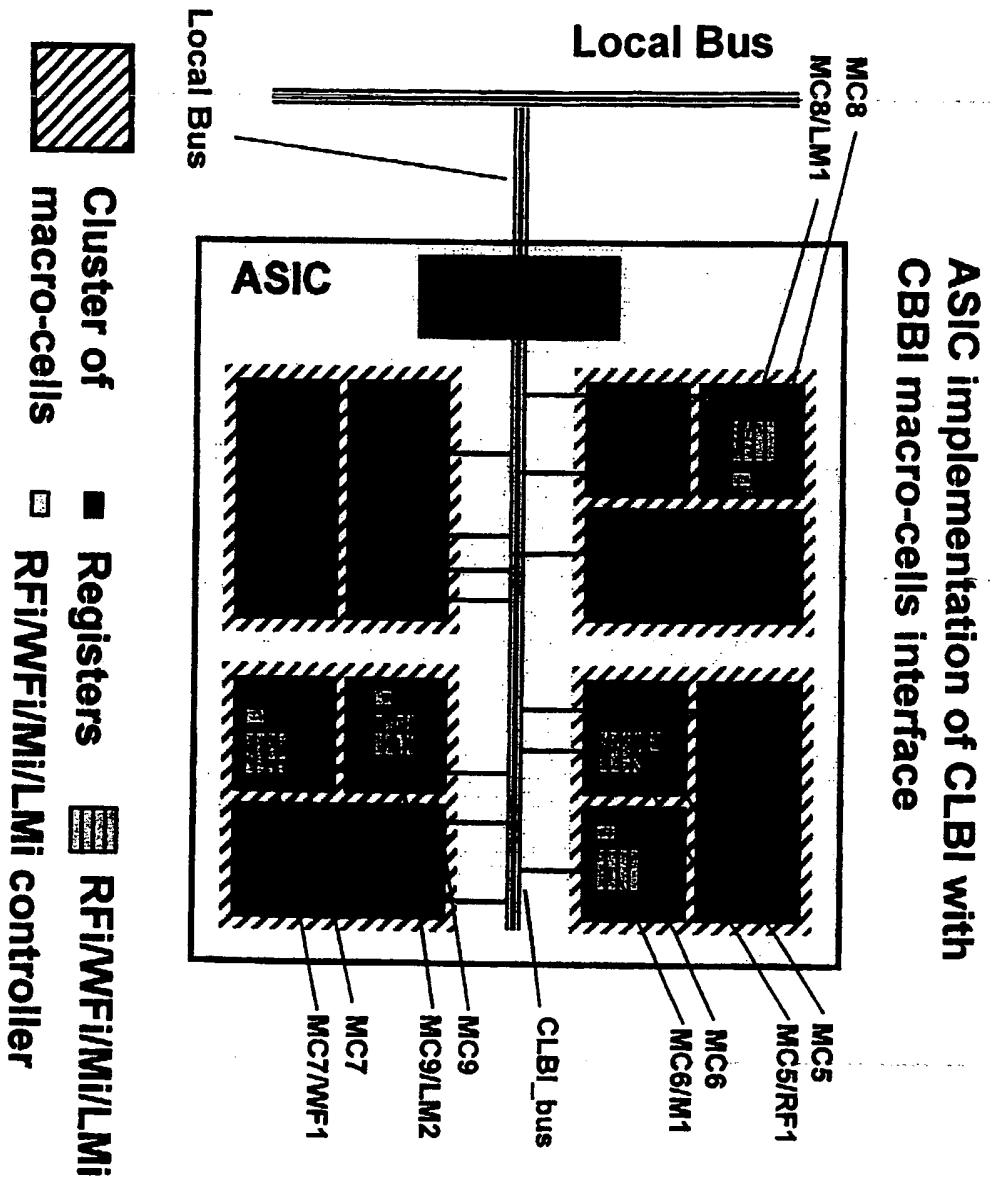 ASIC implementation of CLBI with
CBBI macro-cells interface
Local Bus
MC8
MC8/LM1
MC5
MC5/RF1
MC6
MC6/M1
CLBI_bus
MC9
MC9/LM2
MC7
MC7/WF1
ASIC
Local Bus
Cluster of
macro-cells
Registers
RFi/WFi/Mi/LMi
RFi/WFi/Mi/LMi controller